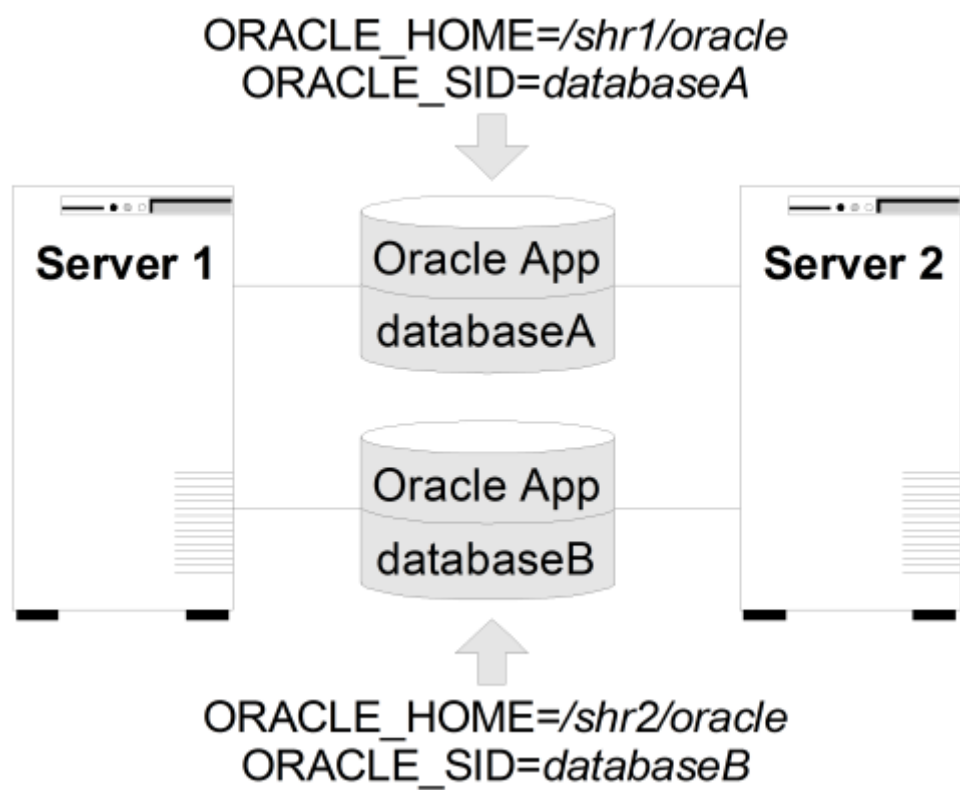 ORACLE_HOME=/shr1/oracle
ORACLE_SID=databaseA
Server 1
Oracle App
databaseA
Server 2
Oracle App
databaseB
ORACLE_HOME=/shr2/oracle
ORACLE_SID=databaseB